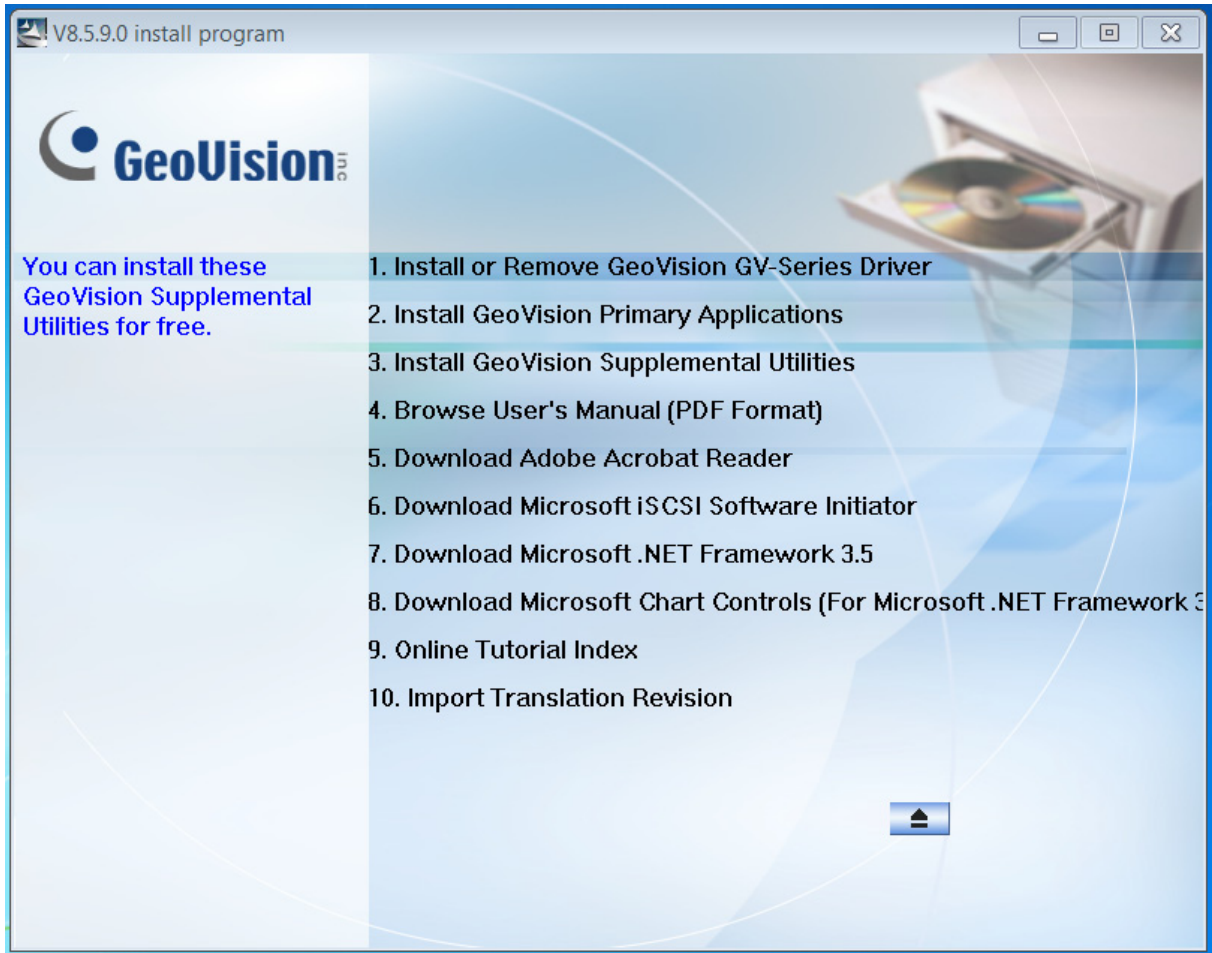 V8.5.9.0 install program
GeoVision
inc
You can install these
GeoVision Supplemental
Utilities for free.
1. Install or Remove GeoVision GV-Series Driver
2. Install GeoVision Primary Applications
3. Install GeoVision Supplemental Utilities
4. Browse User's Manual (PDF Format)
5. Download Adobe Acrobat Reader
6. Download Microsoft iSCSI Software Initiator
7. Download Microsoft .NET Framework 3.5
8. Download Microsoft Chart Controls (For Microsoft .NET Framework 3
9. Online Tutorial Index
10. Import Translation Revision